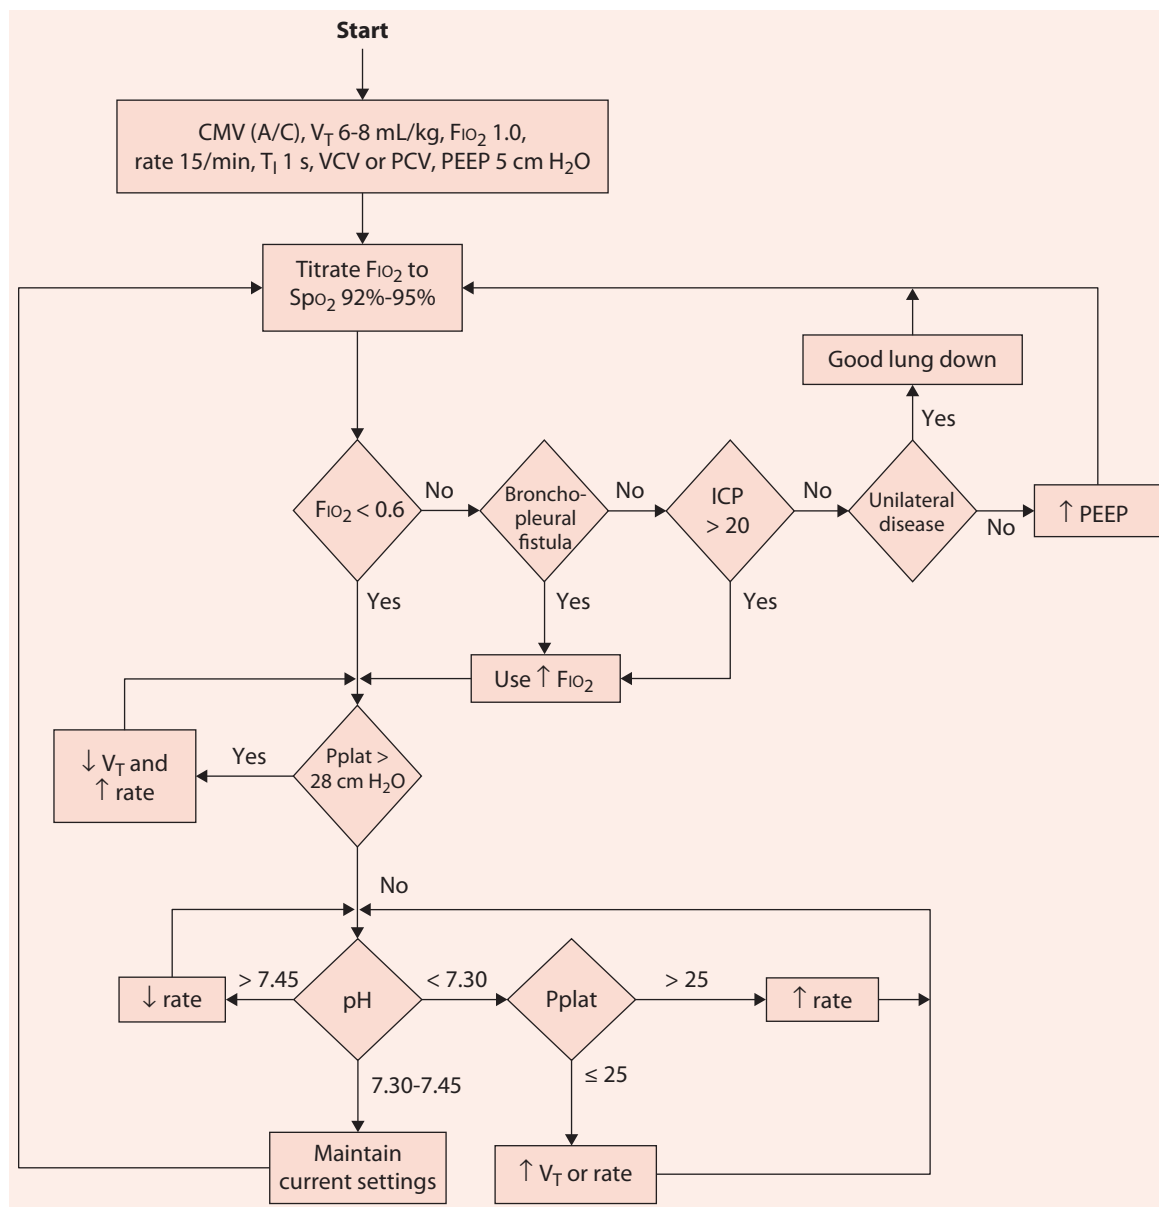 Start
CMV (A/C), VT 6-8 mL/kg, FIO2 1.0,
rate 15/min, TI 1 s, VCV or PCV, PEEP 5 cm H2O
Titrate FIO2 to
SpO2 92%-95%
Good lung down
Yes
FIO2 < 0.6
No
Broncho-
pleural
fistula
No
ICP
> 20
No
Unilateral
disease
No
↑ PEEP
Yes
Yes
Yes
Use ↑ FIO2
↓ VT and
↑ rate
Yes
Pplat >
28 cm H2O
No
↓ rate
> 7.45
pH
< 7.30
Pplat
> 25
↑ rate
7.30-7.45
≤ 25
Maintain
current settings
↑ VT or rate